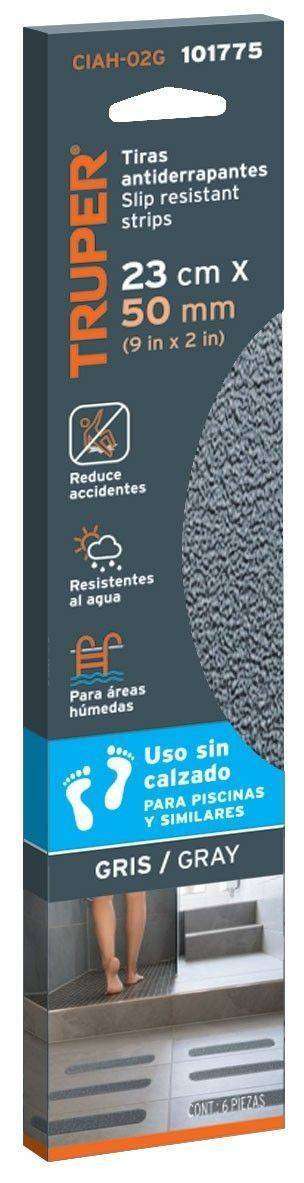 CIAH-02G 101775
TRUPER®
Tiras
antiderrapantes
Slip resistant
strips
23 cm X
50 mm
(9 in x 2 in)
Reduce
accidentes
Resistentes
al agua
Para áreas
húmedas
Uso sin
calzado
PARA PISCINAS
Y SIMILARES
GRIS / GRAY
CONT.: 6 PIEZAS